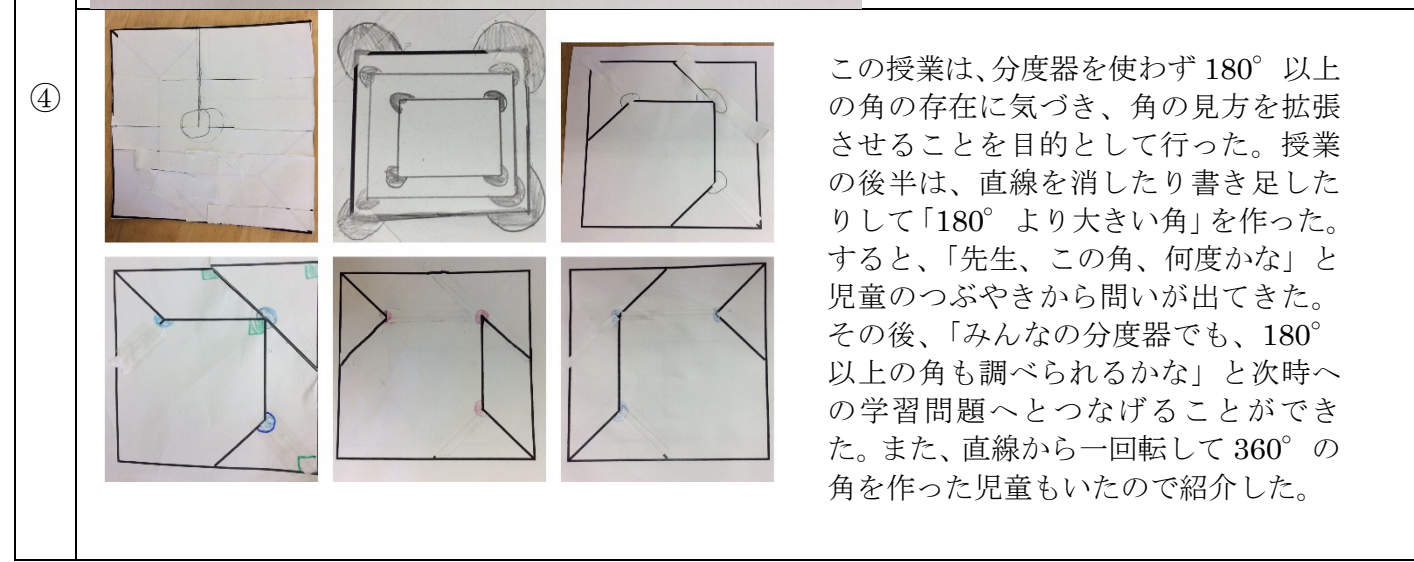 ④
この授業は、分度器を使わず 180°以上
の角の存在に気づき、角の見方を拡張
させることを目的として行った。授業
の後半は、直線を消したり書き足した
りして「180°より大きい角」を作った。
すると、「先生、この角、何度かな」と
児童のつぶやきから問いが出てきた。
その後、「みんなの分度器でも、180°
以上の角も調べられるかな」と次時へ
の学習問題へとつなげることができ
た。また、直線から一回転して 360°の
角を作った児童もいたので紹介した。